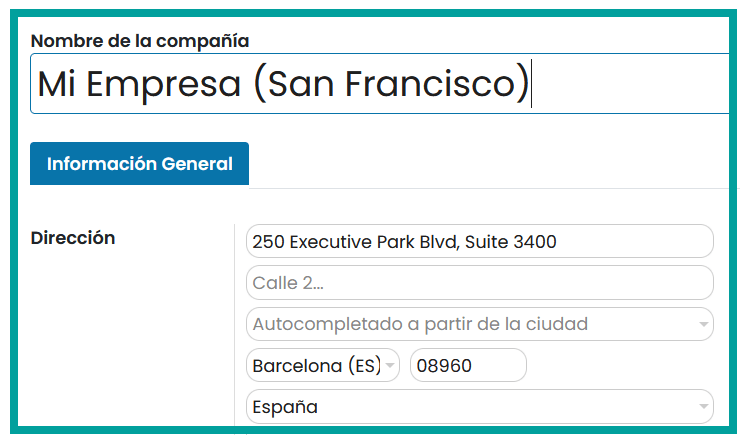 Nombre de la compañía
Mi Empresa (San Francisco)
Información General
Dirección
250 Executive Park Blvd, Suite 3400
Calle 2...
Autocompletado a partir de la ciudad
Barcelona (ES) 08960
España